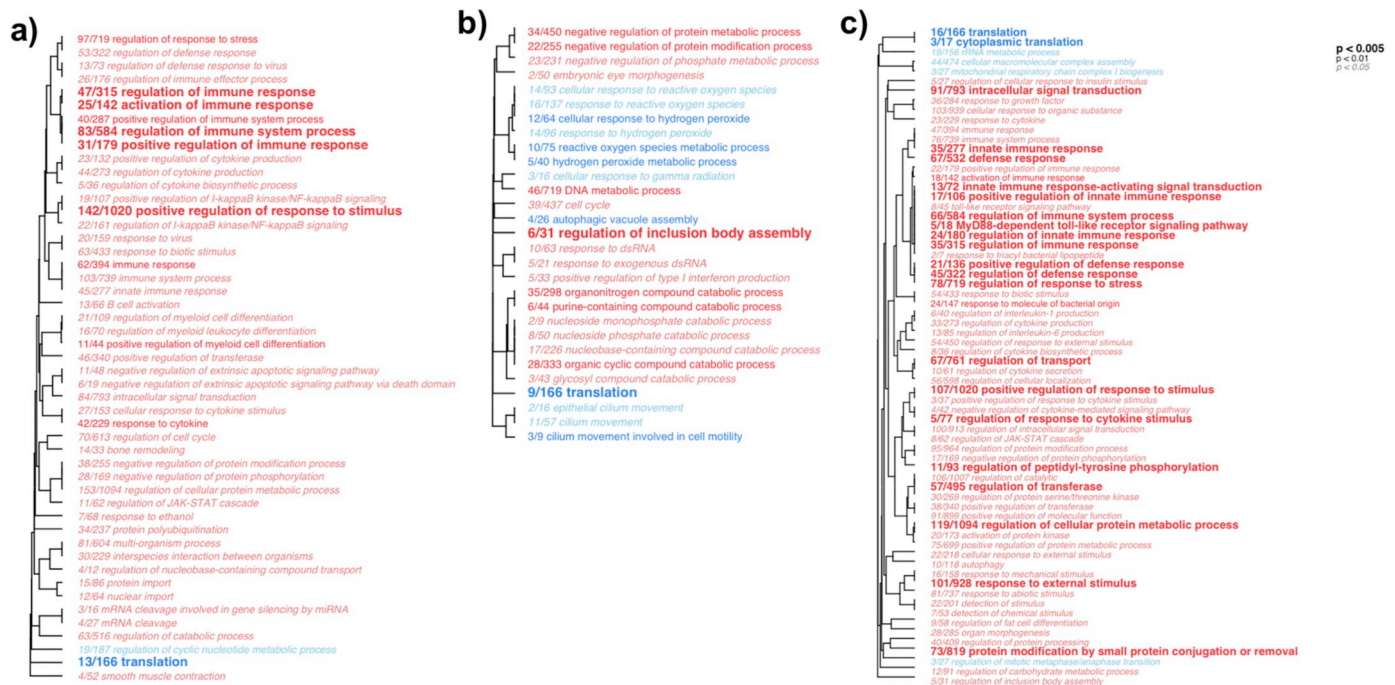 a)
97/719 regulation of response to stress
53/322 regulation of defense response
13/73 regulation of defense response to virus
26/176 regulation of immune effector process
47/315 regulation of immune response
25/142 activation of immune response
40/287 positive regulation of immune system process
83/584 regulation of immune system process
31/179 positive regulation of immune response
23/132 positive regulation of cytokine production
44/273 regulation of cytokine production
5/36 regulation of cytokine biosynthetic process
19/107 positive regulation of I-kappaB kinase/NF-kappaB signaling
142/1020 positive regulation of response to stimulus
22/161 regulation of I-kappaB kinase/NF-kappaB signaling
20/159 response to virus
63/433 response to biotic stimulus
62/394 immune response
103/739 immune system process
45/277 innate immune response
13/66 B cell activation
21/109 regulation of myeloid cell differentiation
16/70 regulation of myeloid leukocyte differentiation
11/44 positive regulation of myeloid cell differentiation
46/340 positive regulation of transferase
11/48 negative regulation of extrinsic apoptotic signaling pathway
6/19 negative regulation of extrinsic apoptotic signaling pathway via death domain
84/793 intracellular signal transduction
27/153 cellular response to cytokine stimulus
42/229 response to cytokine
70/613 regulation of cell cycle
14/33 bone remodeling
38/255 negative regulation of protein modification process
28/169 negative regulation of protein phosphorylation
153/1094 regulation of cellular protein metabolic process
11/62 regulation of JAK-STAT cascade
7/68 response to ethanol
34/237 protein polyubiquitination
81/604 multi-organism process
30/229 interspecies interaction between organisms
4/12 regulation of nucleobase-containing compound transport
15/86 protein import
12/64 nuclear import
3/16 mRNA cleavage involved in gene silencing by miRNA
4/27 mRNA cleavage
63/516 regulation of catabolic process
19/187 regulation of cyclic nucleotide metabolic process
13/166 translation
4/52 smooth muscle contraction
b)
34/450 negative regulation of protein metabolic process
22/255 negative regulation of protein modification process
23/231 negative regulation of phosphate metabolic process
2/50 embryonic eye morphogenesis
14/93 cellular response to reactive oxygen species
16/137 response to reactive oxygen species
12/64 cellular response to hydrogen peroxide
14/96 response to hydrogen peroxide
10/75 reactive oxygen species metabolic process
5/40 hydrogen peroxide metabolic process
3/16 cellular response to gamma radiation
46/719 DNA metabolic process
39/437 cell cycle
4/26 autophagic vacuole assembly
6/31 regulation of inclusion body assembly
10/63 response to dsRNA
5/21 response to exogenous dsRNA
5/33 positive regulation of type I interferon production
35/298 organonitrogen compound catabolic process
6/44 purine-containing compound catabolic process
2/9 nucleoside monophosphate catabolic process
8/50 nucleoside phosphate catabolic process
17/226 nucleobase-containing compound catabolic process
28/333 organic cyclic compound catabolic process
3/43 glycosyl compound catabolic process
9/166 translation
2/16 epithelial cilium movement
11/57 cilium movement
3/9 cilium movement involved in cell motility
c)
16/166 translation
3/17 cytoplasmic translation
19/156 rRNA metabolic process
44/474 cellular macromolecular complex assembly
3/27 mitochondrial respiratory chain complex I biogenesis
5/27 regulation of cellular response to insulin stimulus
91/793 intracellular signal transduction
36/284 response to growth factor
103/939 cellular response to organic substance
23/229 response to cytokine
47/394 immune response
76/739 immune system process
35/277 innate immune response
67/532 defense response
22/179 positive regulation of immune response
18/142 activation of immune response
13/72 innate immune response-activating signal transduction
17/106 positive regulation of innate immune response
8/45 toll-like receptor signaling pathway
66/584 regulation of immune system process
5/18 MyD88-dependent toll-like receptor signaling pathway
24/180 regulation of innate immune response
35/315 regulation of immune response
2/7 response to triacyl bacterial lipopeptide
21/136 positive regulation of defense response
45/322 regulation of defense response
78/719 regulation of response to stress
54/433 response to biotic stimulus
24/147 response to molecule of bacterial origin
6/40 regulation of interleukin-1 production
33/273 regulation of cytokine production
13/85 regulation of interleukin-6 production
54/450 regulation of response to external stimulus
8/36 regulation of cytokine biosynthetic process
67/761 regulation of transport
10/61 regulation of cytokine secretion
56/598 regulation of cellular localization
107/1020 positive regulation of response to stimulus
3/37 positive regulation of response to cytokine stimulus
4/42 negative regulation of cytokine-mediated signaling pathway
5/77 regulation of response to cytokine stimulus
100/913 regulation of intracellular signal transduction
8/62 regulation of JAK-STAT cascade
95/964 regulation of protein modification process
17/169 negative regulation of protein phosphorylation
11/93 regulation of peptidyl-tyrosine phosphorylation
106/1007 regulation of catalytic
57/495 regulation of transferase
30/269 regulation of protein serine/threonine kinase
38/340 positive regulation of transferase
91/899 positive regulation of molecular function
119/1094 regulation of cellular protein metabolic process
20/173 activation of protein kinase
75/699 positive regulation of protein metabolic process
22/218 cellular response to external stimulus
10/118 autophagy
16/158 response to mechanical stimulus
101/928 response to external stimulus
81/737 response to abiotic stimulus
22/201 detection of stimulus
7/53 detection of chemical stimulus
9/58 regulation of fat cell differentiation
28/285 organ morphogenesis
40/409 regulation of protein processing
73/819 protein modification by small protein conjugation or removal
3/27 regulation of mitotic metaphase/anaphase transition
12/91 regulation of carbohydrate metabolic process
5/31 regulation of inclusion body assembly
p < 0.005
p < 0.01
p < 0.05